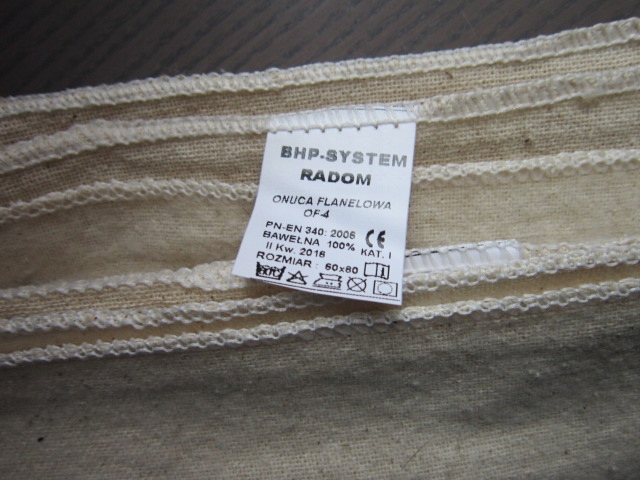 BHP-SYSTEM
RADOM
ONUCA FLANELOWA
OF-4
PN-EN 340: 2006
BAWEŁNA 100% CE KAT. I
II Kw. 2016
ROZMIAR : 60x80